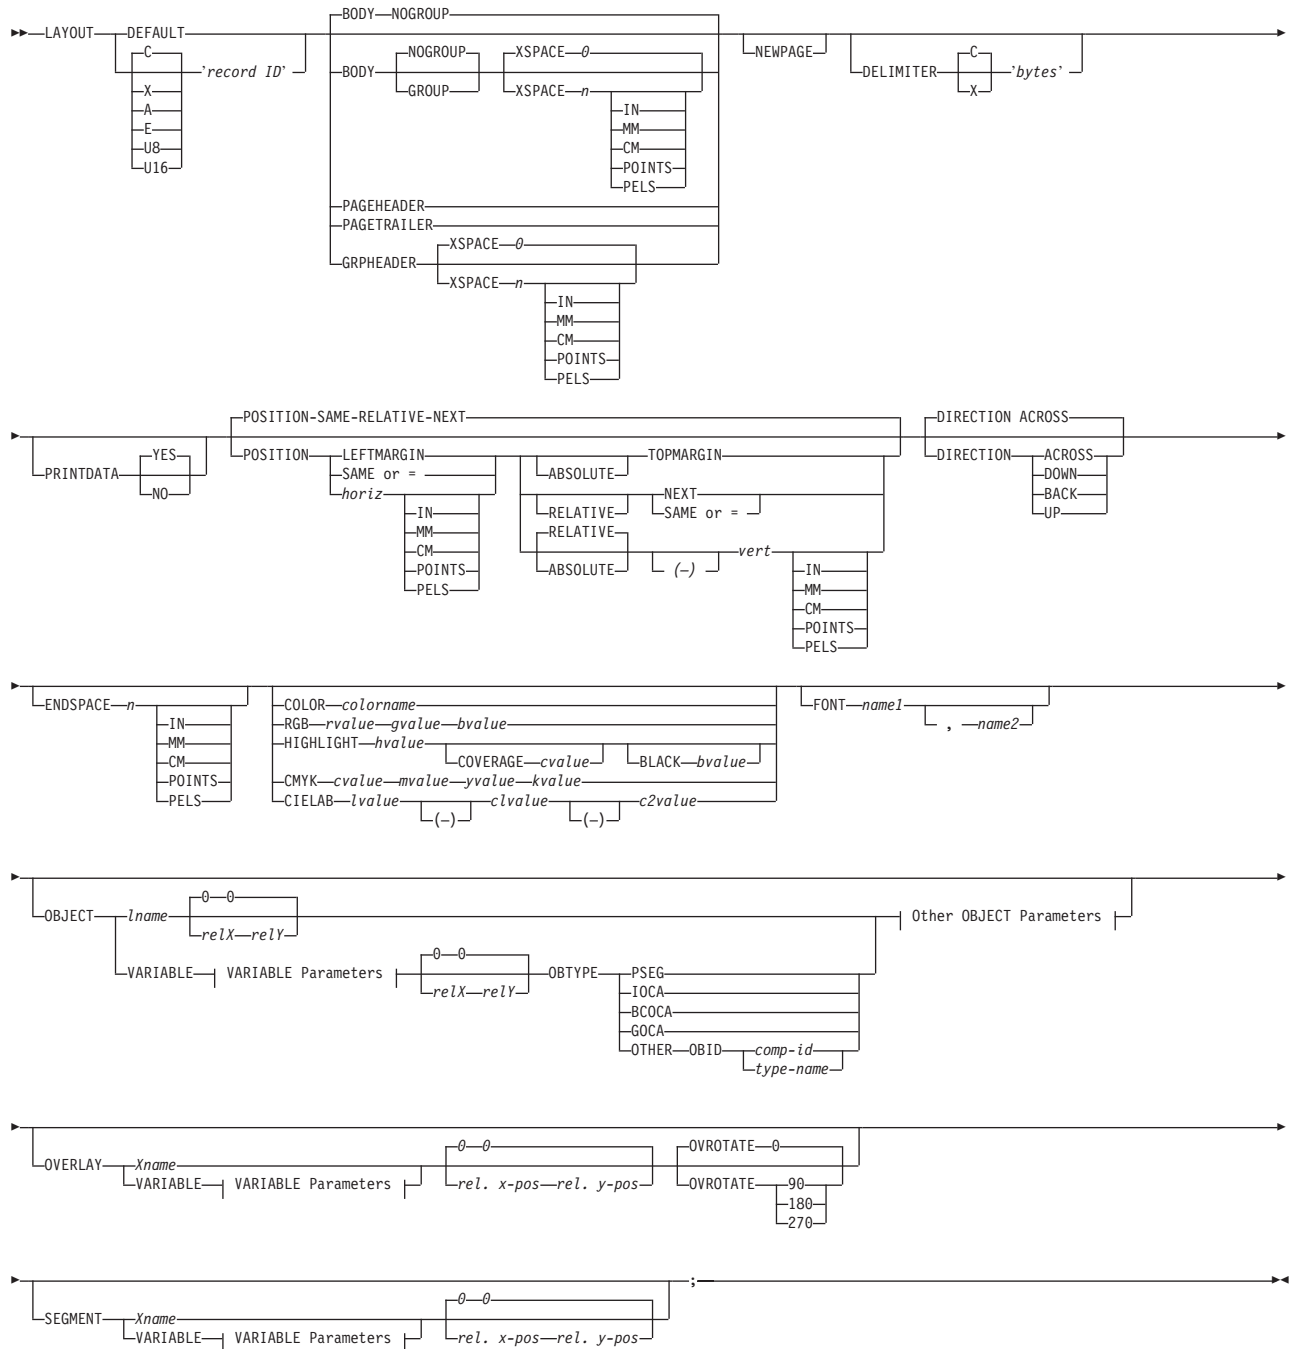 BODY NOGROUP
LAYOUT DEFAULT
C 'record ID'
X
A
E
U8
U16
BODY NOGROUP XSPACE 0
GROUP XSPACE n
IN
MM
CM
POINTS
PELS
PAGEHEADER
PAGETRAILER
GRPHEADER XSPACE 0
XSPACE n
IN
MM
CM
POINTS
PELS
NEWPAGE
DELIMITER C 'bytes'
X
PRINTDATA YES
NO
POSITION-SAME-RELATIVE-NEXT
POSITION LEFTMARGIN
SAME or =
horiz
IN
MM
CM
POINTS
PELS
ABSOLUTE TOPMARGIN
RELATIVE NEXT
SAME or =
RELATIVE
ABSOLUTE (–) vert
IN
MM
CM
POINTS
PELS
DIRECTION ACROSS
DIRECTION ACROSS
DOWN
BACK
UP
ENDSPACE n
IN
MM
CM
POINTS
PELS
COLOR colorname
RGB rvalue gvalue bvalue
HIGHLIGHT hvalue COVERAGE cvalue BLACK bvalue
CMYK cvalue mvalue yvalue kvalue
CIELAB lvalue (–) c1value (–) c2value
FONT name1 , name2
OBJECT lname 0 0
relX relY
VARIABLE VARIABLE Parameters 0 0
relX relY
OBTYPE PSEG
IOCA
BCOCA
GOCA
OTHER OBID comp-id
type-name
Other OBJECT Parameters
OVERLAY Xname
VARIABLE VARIABLE Parameters
0 0
rel. x-pos rel. y-pos
OVROTATE 0
OVROTATE 90
180
270
SEGMENT Xname
VARIABLE VARIABLE Parameters
0 0
rel. x-pos rel. y-pos
;